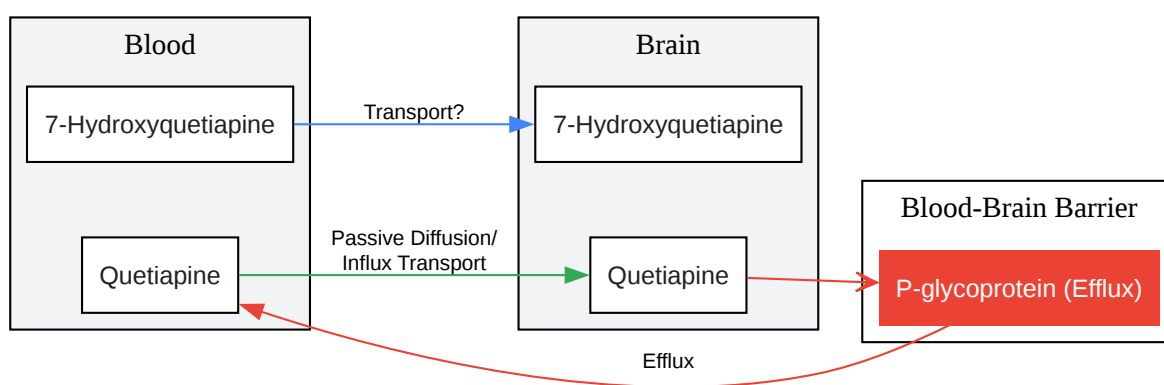 Blood
Brain
7-Hydroxyquetiapine
Transport?
7-Hydroxyquetiapine
Blood-Brain Barrier
Passive Diffusion/
Influx Transport
Quetiapine
Quetiapine
P-glycoprotein (Efflux)
Efflux